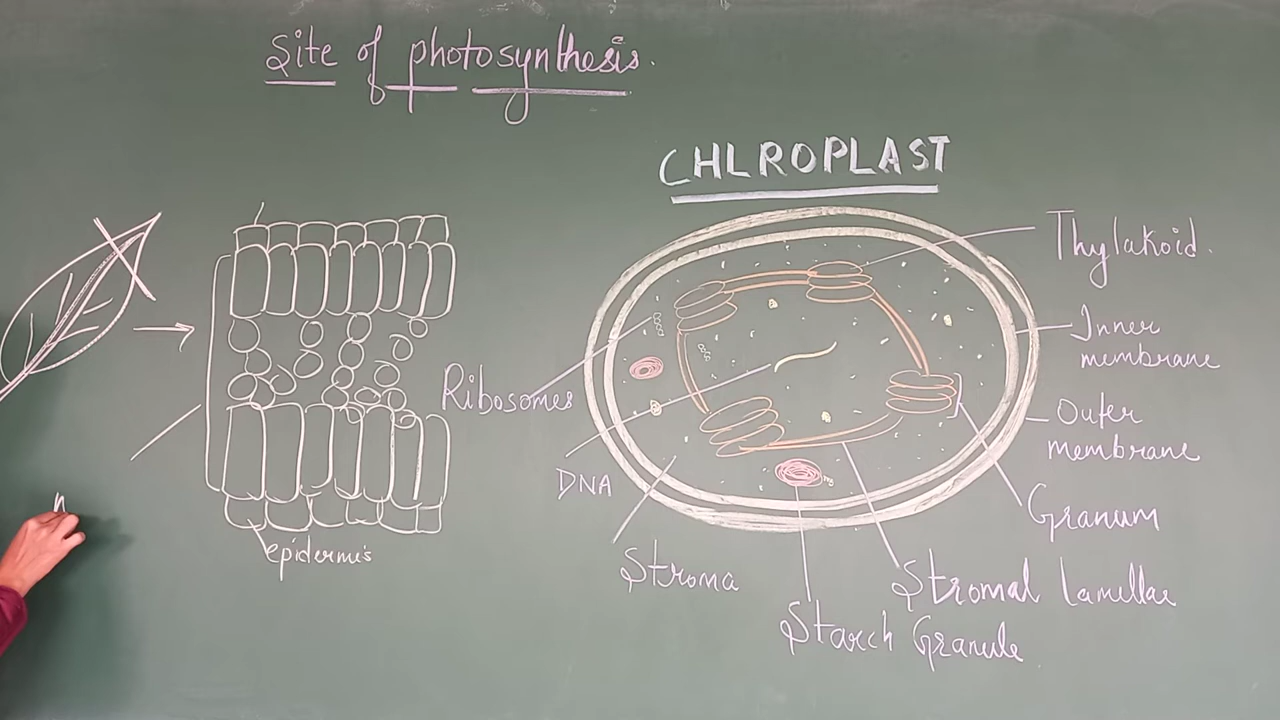 Site of photosynthesis.
CHLROPLAST
Thylakoid.
Inner
membrane
Outer
membrane
Ribosomes
DNA
Granum
epidermis
Stroma
Stromal lamellae
Starch Granule